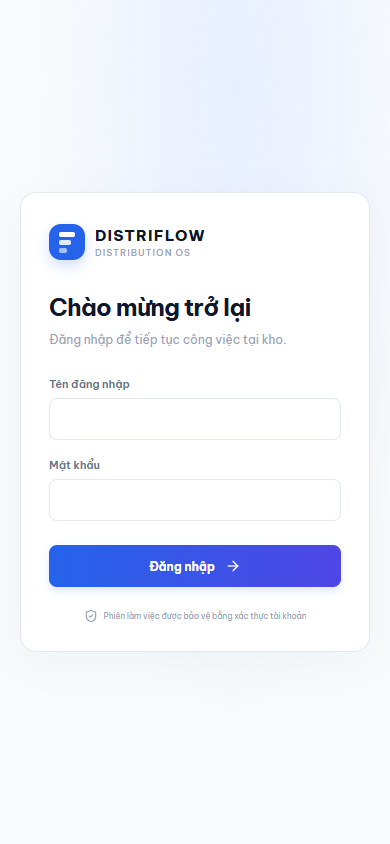 DISTRIFLOW
DISTRIBUTION OS
Chào mừng trở lại
Đăng nhập để tiếp tục công việc tại kho.
Tên đăng nhập
Mật khẩu
Đăng nhập
Phiên làm việc được bảo vệ bằng xác thực tài khoản